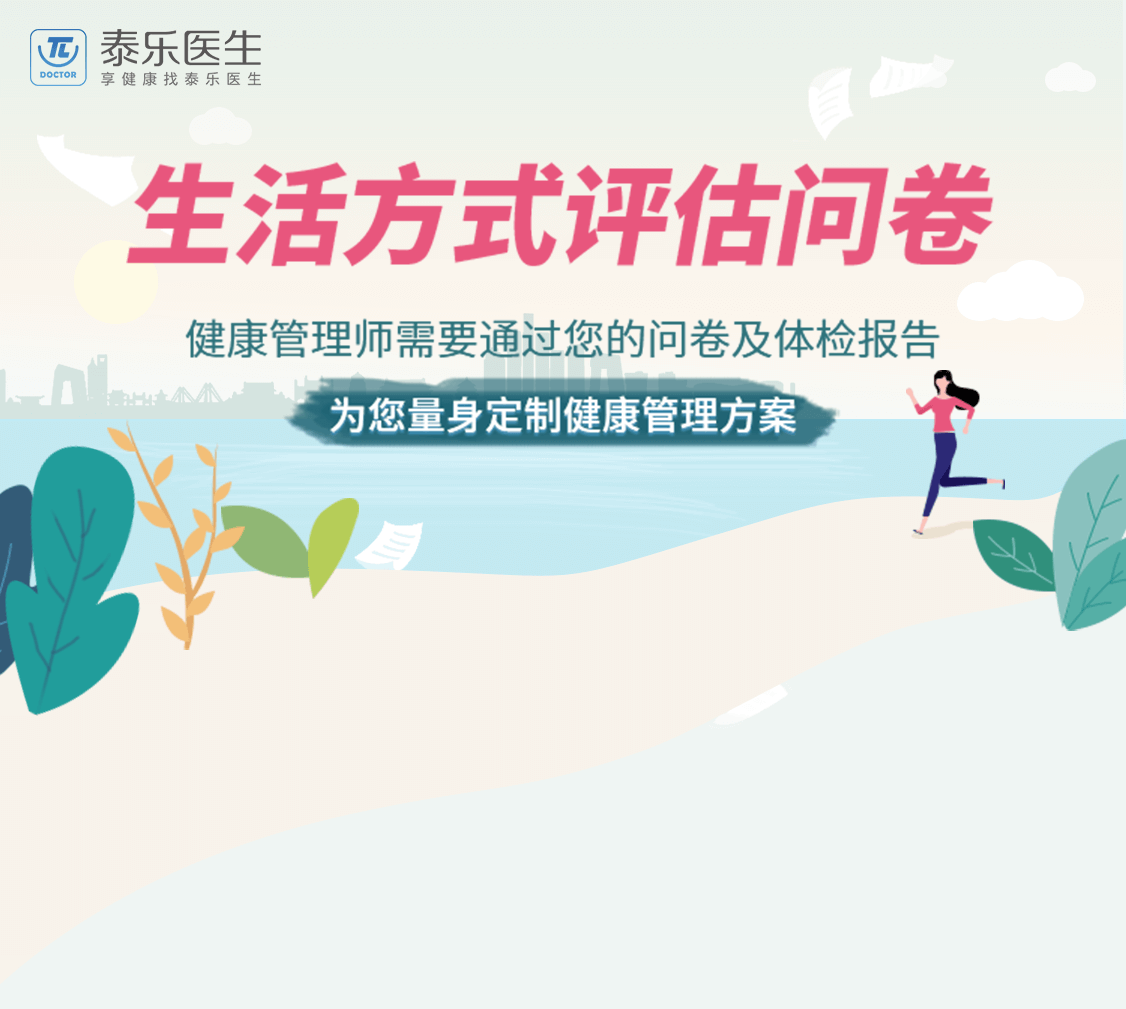 泰乐医生
DOCTOR
享健康找泰乐医生
生活方式评估问卷
健康管理师需要通过您的问卷及体检报告
为您量身定制健康管理方案